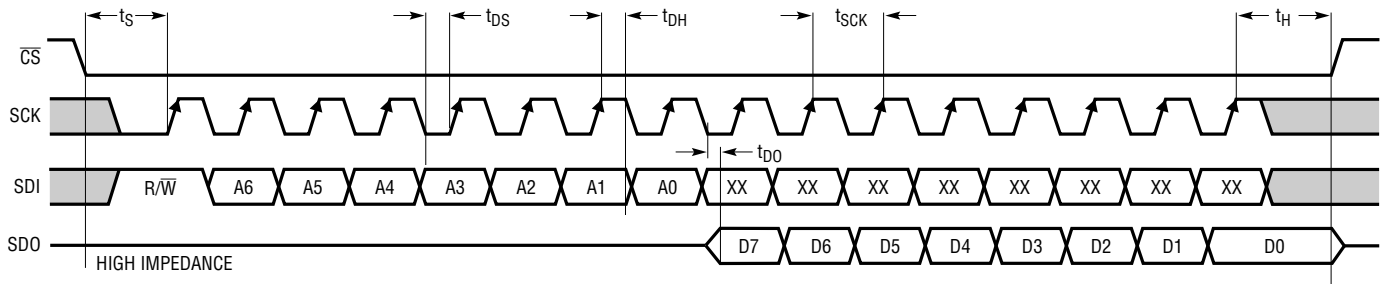 tS tDS tDH tSCK tH
CS
SCK
tDO
SDI R/W A6 A5 A4 A3 A2 A1 A0 XX XX XX XX XX XX XX XX
SDO D7 D6 D5 D4 D3 D2 D1 D0
HIGH IMPEDANCE